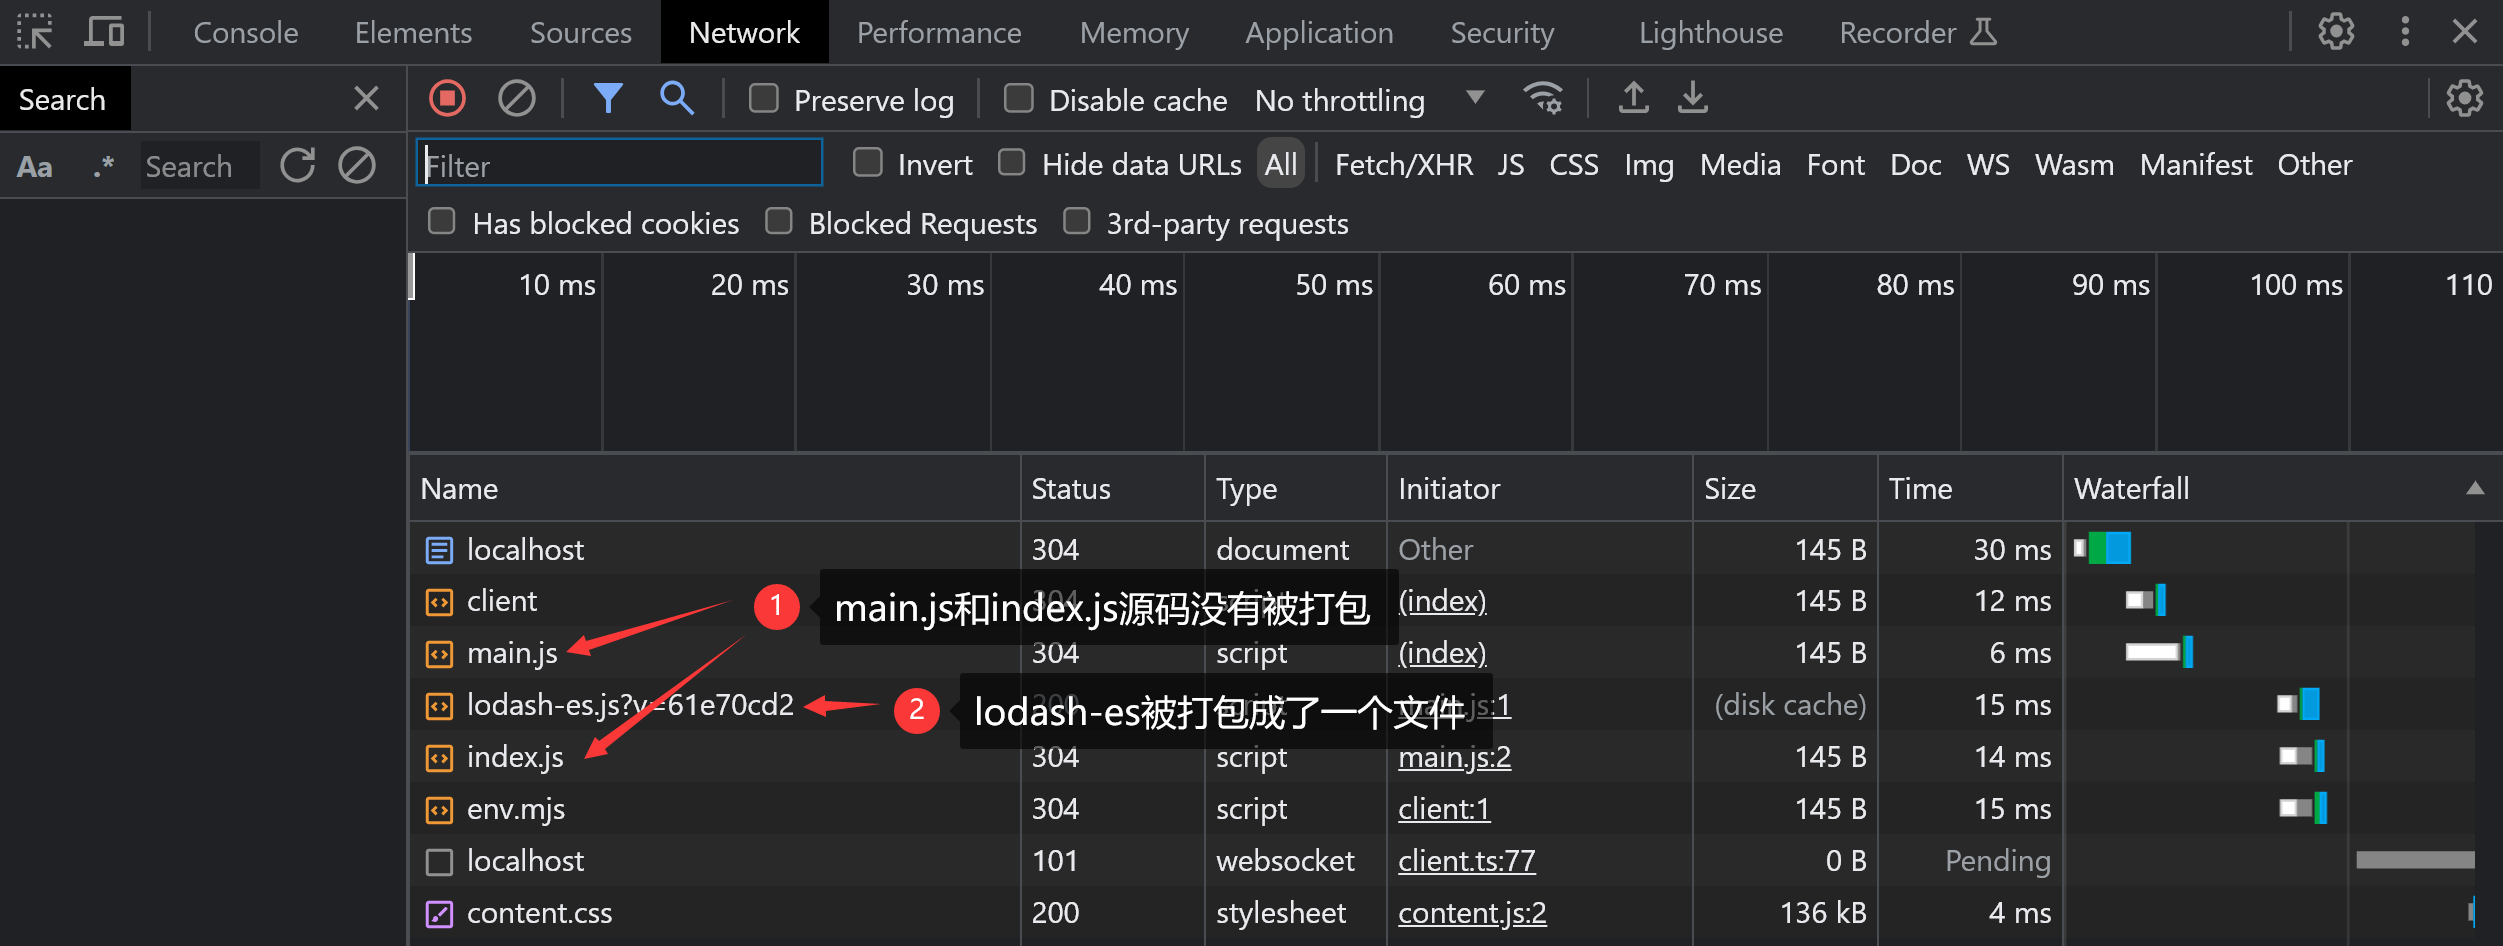 Console Elements Sources Network Performance Memory Application Security Lighthouse Recorder
Search
Preserve log Disable cache No throttling
Aa .* Search
Filter Invert Hide data URLs All Fetch/XHR JS CSS Img Media Font Doc WS Wasm Manifest Other
Has blocked cookies Blocked Requests 3rd-party requests
10 ms 20 ms 30 ms 40 ms 50 ms 60 ms 70 ms 80 ms 90 ms 100 ms 110
Name Status Type Initiator Size Time Waterfall
localhost 304 document Other 145 B 30 ms
client 304 script (index) 145 B 12 ms
1 main.js和index.js源码没有被打包
main.js 304 script (index) 145 B 6 ms
lodash-es.js?v=61e70cd2 200 script main.js:1 (disk cache) 15 ms
2 lodash-es被打包成了一个文件
index.js 304 script main.js:2 145 B 14 ms
env.mjs 304 script client:1 145 B 15 ms
localhost 101 websocket client.ts:77 0 B Pending
content.css 200 stylesheet content.js:2 136 kB 4 ms